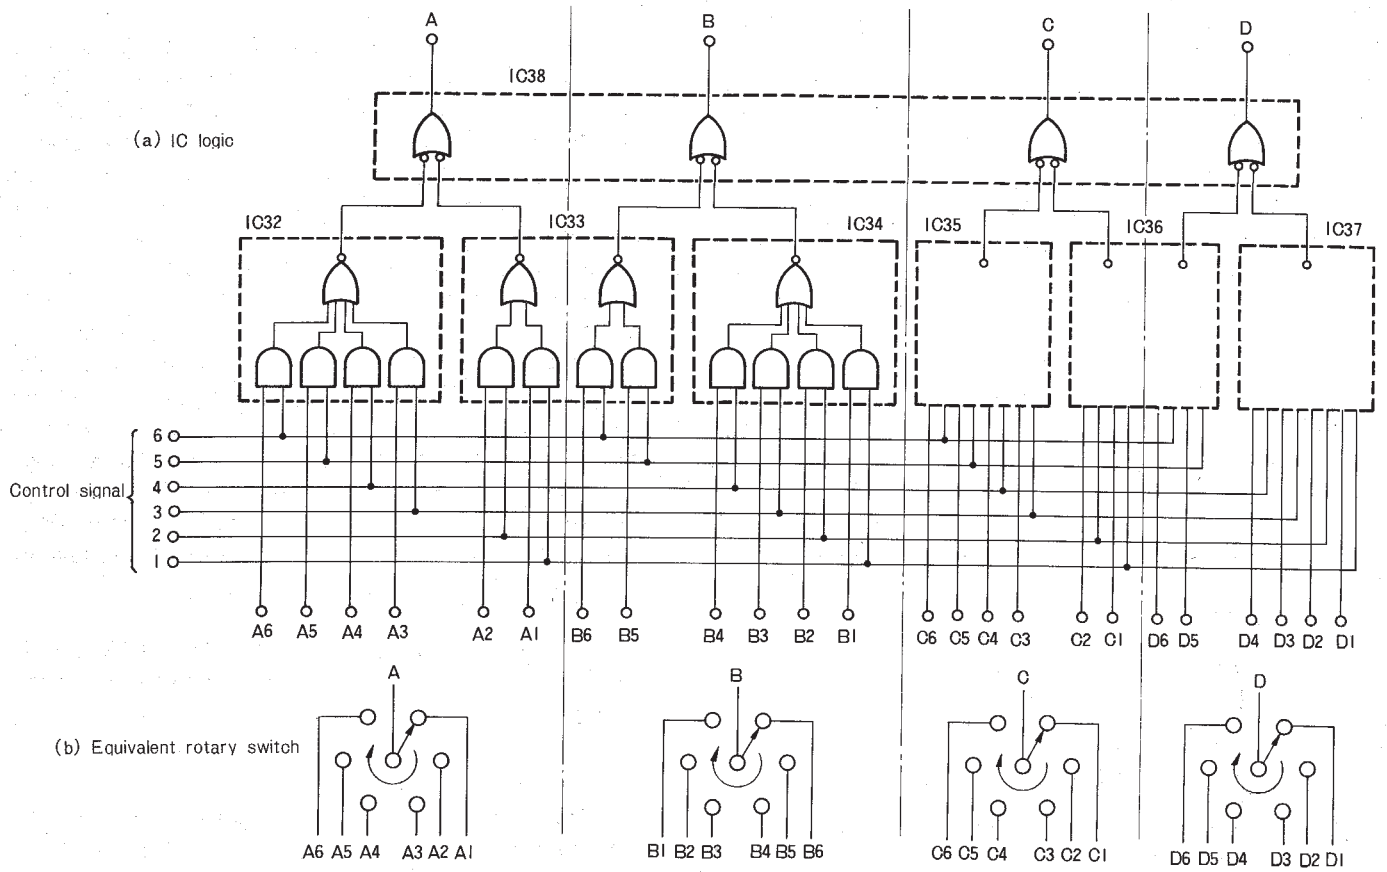 A B C D
IC38
(a) IC logic
IC32 IC33 IC34 IC35 IC36 IC37
6
5
Control signal 4
3
2
1
A6 A5 A4 A3 A2 A1 B6 B5 B4 B3 B2 B1 C6 C5 C4 C3 C2 C1 D6 D5 D4 D3 D2 D1
A B C D
(b) Equivalent rotary switch
A6 A5 A4 A3 A2 A1 B1 B2 B3 B4 B5 B6 C6 C5 C4 C3 C2 C1 D6 D5 D4 D3 D2 D1